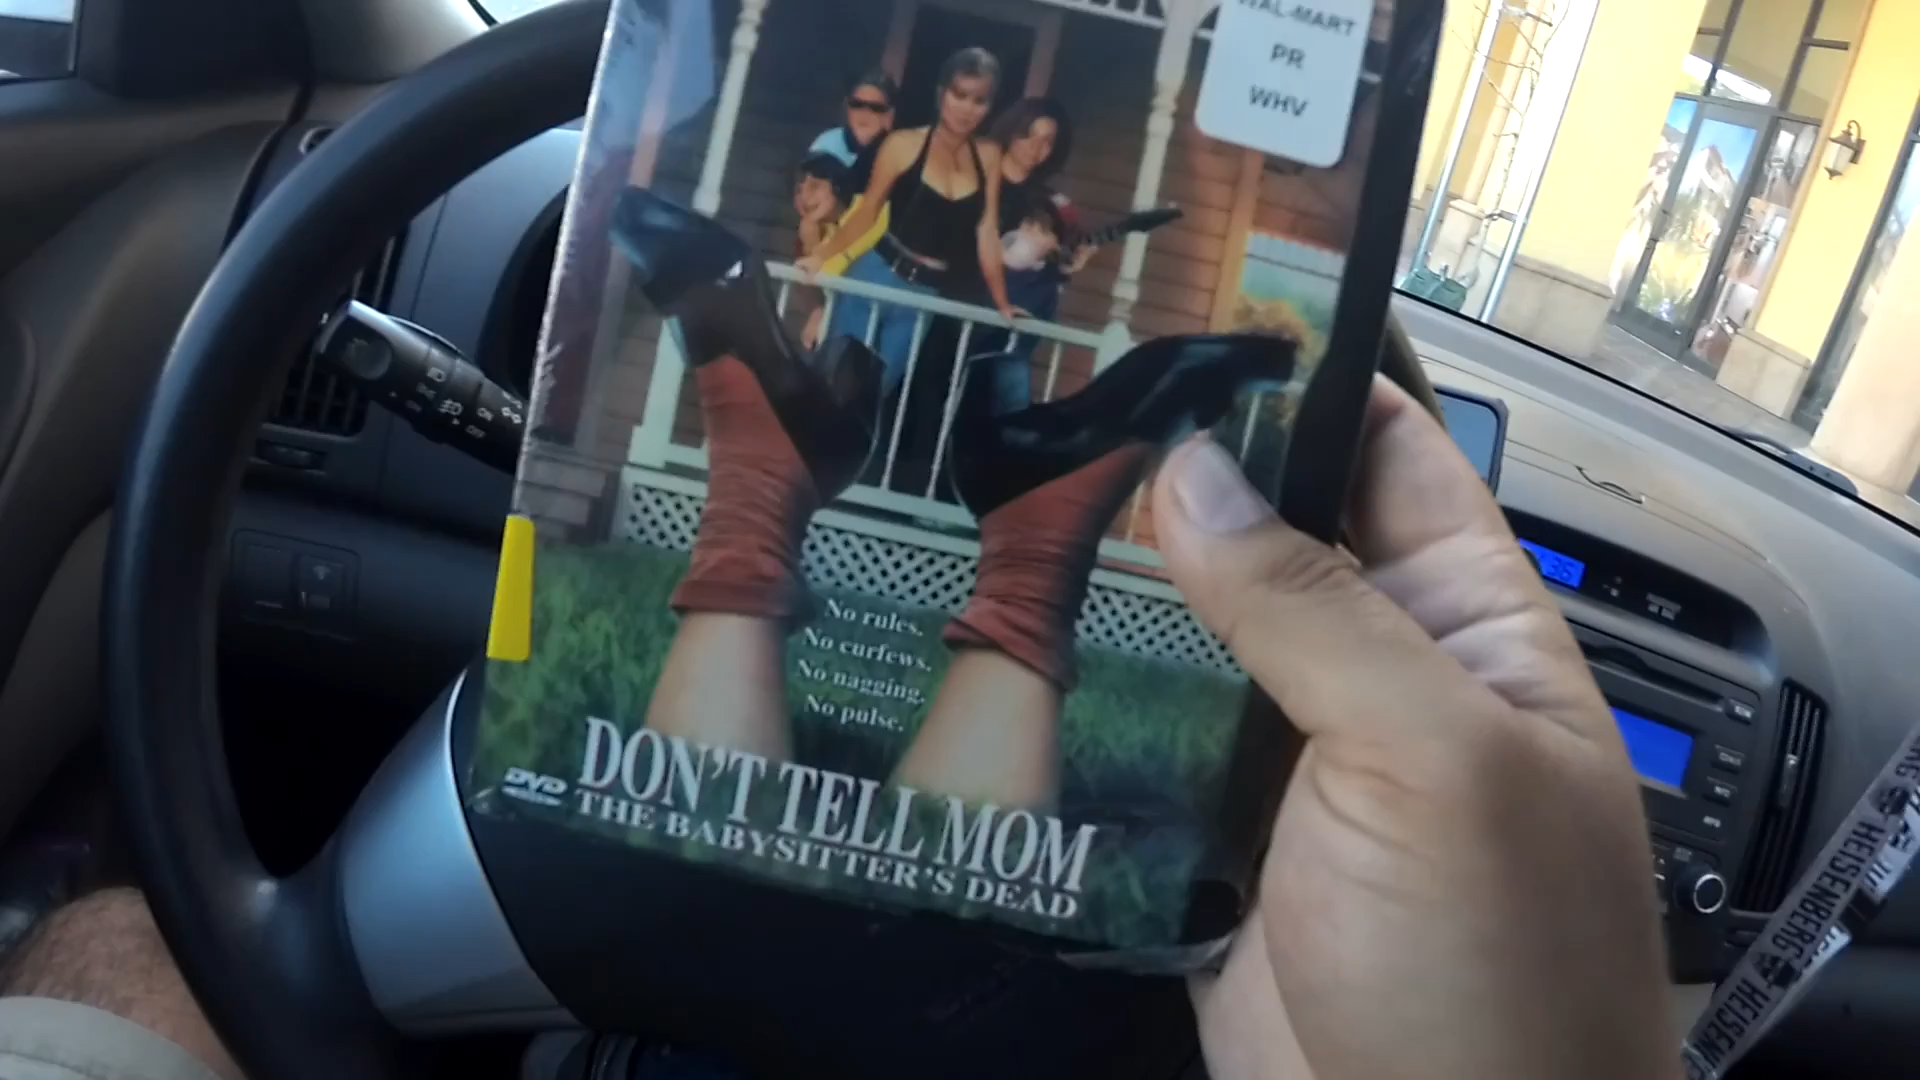 WAL-MART
PR
WHV
No rules.
No curfews.
No nagging.
No pulse.
DVD
DON'T TELL MOM
THE BABYSITTER'S DEAD
HEISENBERG